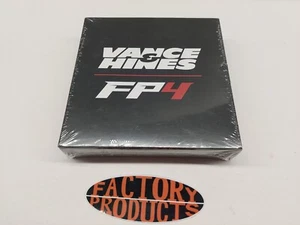 VANCE
& HINES
FP4
FACTORY
PRODUCTS